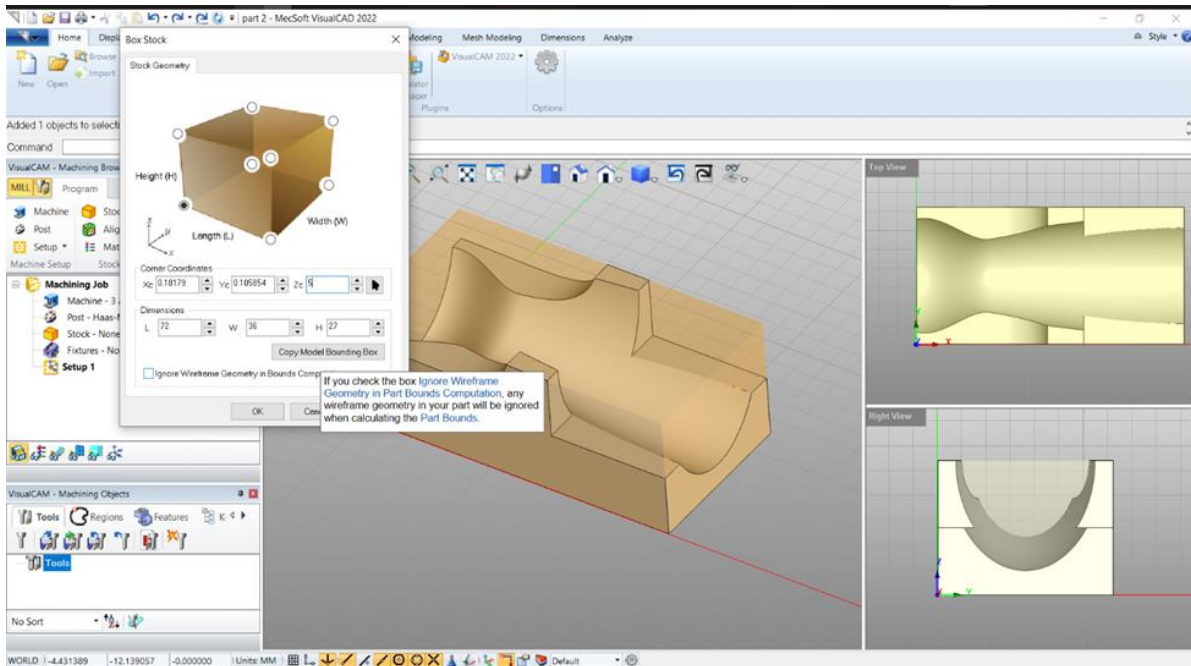 part 2 - MecSoft VisualCAD 2022
Home
Modeling
Mesh Modeling
Dimensions
Analyze
Style
New
Open
Browse
Import
VisualCAM 2022
Plugins
Options
Box Stock
Stock Geometry
Height (H)
Width (W)
Length (L)
z
y
x
Corner Coordinates
Xc 0.18179 Yc 0.105854 Zc 5
Dimensions
L 72 W 36 H 27
Copy Model Bounding Box
Ignore Wireframe Geometry in Bounds
OK
If you check the box Ignore Wireframe
Geometry in Part Bounds Computation, any
wireframe geometry in your part will be ignored
when calculating the Part Bounds.
Added 1 objects to
Command
VisualCAM - Machining
MILL
Program
Machine
Post
Setup
Machine Setup
Stock
Machining Job
Machine - 3
Post - Haas
Stock - None
Fixtures
Setup 1
VisualCAM - Machining Objects
Tools
Regions
Features
K
Tools
No Sort
Top View
Y
X
Right View
Z
Y
WORLD -4.431389 -12.139057 -0.000000 Units: MM
Default